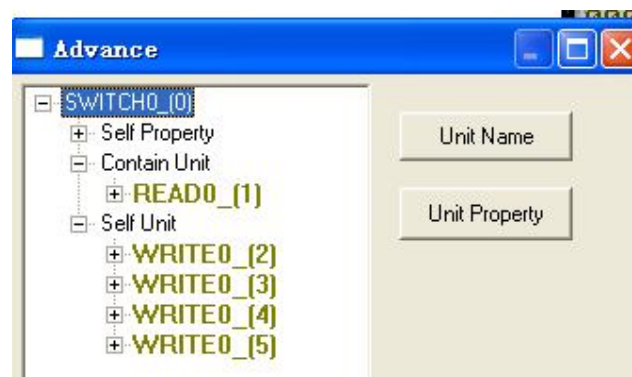 Advance
SWITCH0_(0)
Self Property
Contain Unit
READ0_(1)
Self Unit
WRITE0_(2)
WRITE0_(3)
WRITE0_(4)
WRITE0_(5)
Unit Name
Unit Property